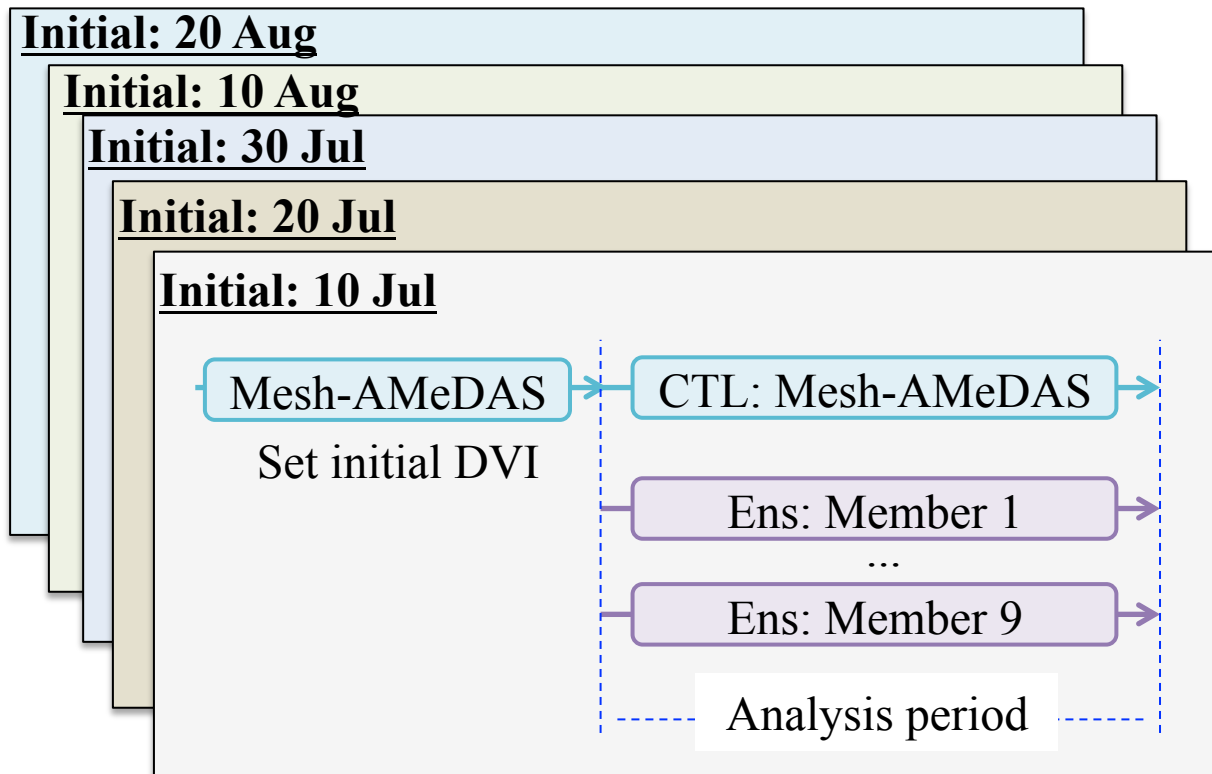 Initial: 20 Aug
Initial: 10 Aug
Initial: 30 Jul
Initial: 20 Jul
Initial: 10 Jul
Mesh-AMeDAS
CTL: Mesh-AMeDAS
Set initial DVI
Ens: Member 1
...
Ens: Member 9
Analysis period